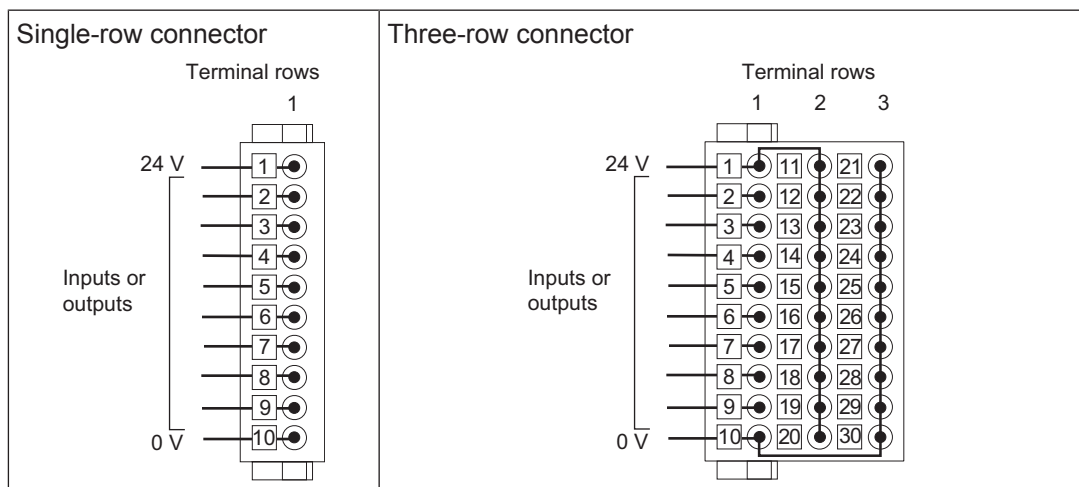 Single-row connector
Terminal rows
1
24 V
1
2
3
4
Inputs or
outputs
5
6
7
8
9
0 V
10
Three-row connector
Terminal rows
1 2 3
24 V
1 11 21
2 12 22
3 13 23
4 14 24
Inputs or
outputs
5 15 25
6 16 26
7 17 27
8 18 28
9 19 29
0 V
10 20 30